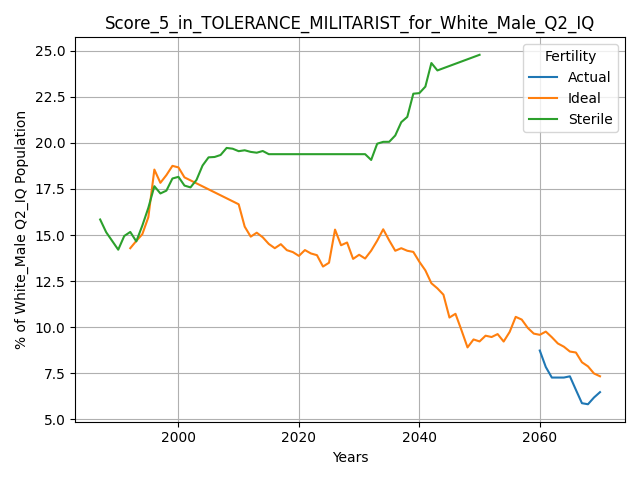 Score_5_in_TOLERANCE_MILITARIST_for_White_Male_Q2_IQ
% of White_Male Q2_IQ Population
25.0
22.5
20.0
17.5
15.0
12.5
10.0
7.5
5.0
Fertility
Actual
Ideal
Sterile
2000
2020
2040
2060
Years